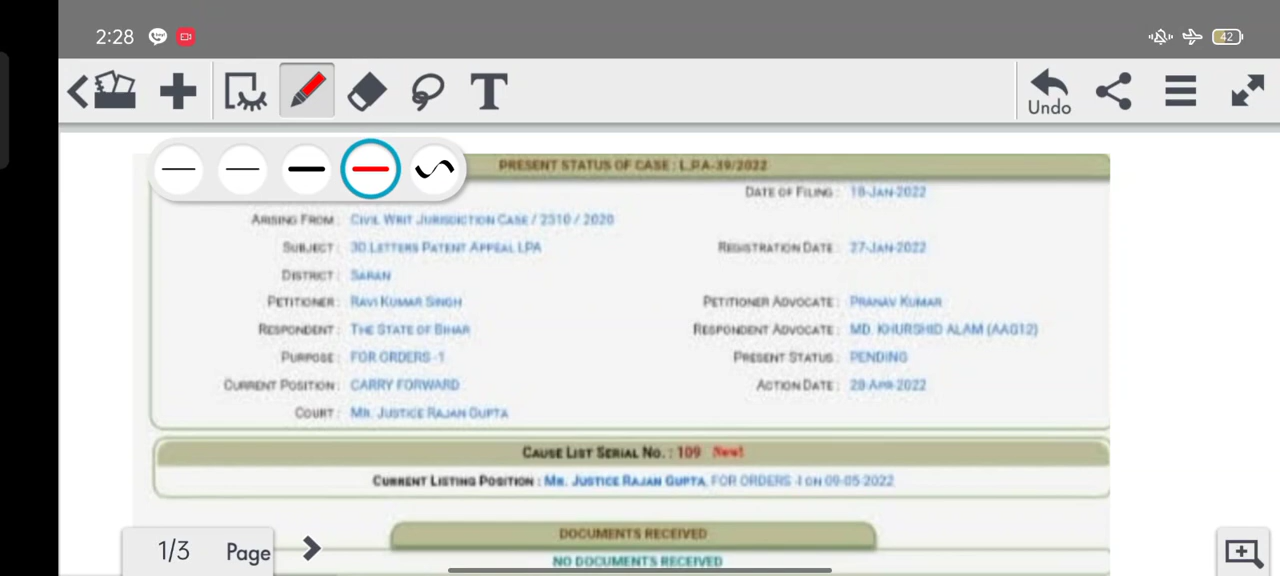 2:28
42
T
Undo
PRESENT STATUS OF CASE : L.P.A-39/2022
DATE OF FILING : 18-JAN-2022
ARISING FROM : CIVIL WRIT JURISDICTION CASE / 2310 / 2020
SUBJECT : 30.LETTERS PATENT APPEAL LPA
REGISTRATION DATE : 27-JAN-2022
DISTRICT : SARAN
PETITIONER : RAVI KUMAR SINGH
PETITIONER ADVOCATE : PRANAV KUMAR
RESPONDENT : THE STATE OF BIHAR
RESPONDENT ADVOCATE : MD. KHURSHID ALAM (AAG12)
PURPOSE : FOR ORDERS -1
PRESENT STATUS : PENDING
CURRENT POSITION : CARRY FORWARD
ACTION DATE : 28-APR-2022
COURT : MR. JUSTICE RAJAN GUPTA
CAUSE LIST SERIAL NO. : 109 New!
CURRENT LISTING POSITION : MR. JUSTICE RAJAN GUPTA, FOR ORDERS -I ON 09-05-2022
DOCUMENTS RECEIVED
NO DOCUMENTS RECEIVED
1/3 Page